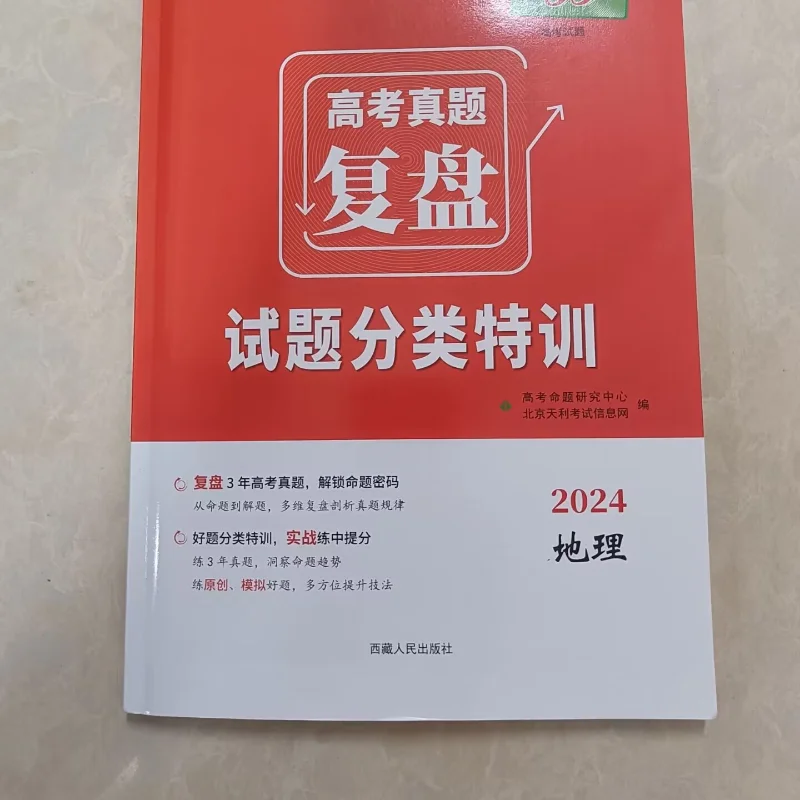 高考真题
复盘
试题分类特训
高考命题研究中心
北京天利考试信息网
编
复盘3年高考真题，解锁命题密码
从命题到解题，多维复盘剖析真题规律
好题分类特训，实战练中提分
练3年真题，洞察命题趋势
练原创、模拟好题，多方位提升技法
2024
地理
西藏人民出版社